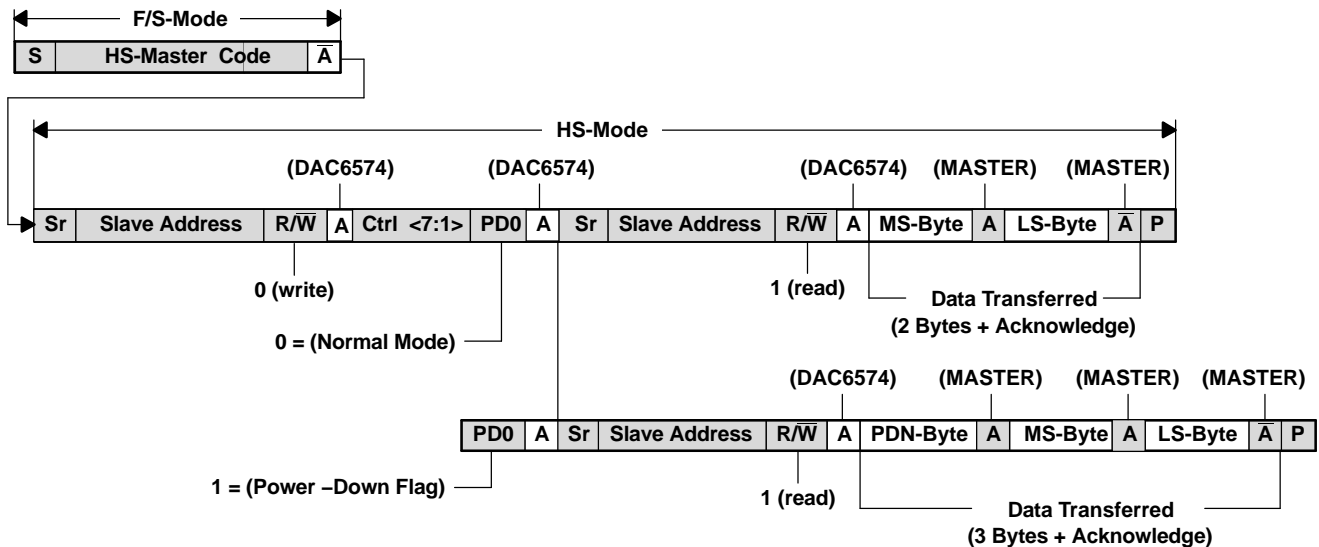 F/S-Mode
S HS-Master Code A̅
HS-Mode
(DAC6574) (DAC6574) (DAC6574) (MASTER) (MASTER)
Sr Slave Address R/W̅ A Ctrl <7:1> PD0 A Sr Slave Address R/W̅ A MS-Byte A LS-Byte A̅ P
0 (write) 1 (read) Data Transferred
(2 Bytes + Acknowledge)
0 = (Normal Mode)
(DAC6574) (MASTER) (MASTER) (MASTER)
PD0 A Sr Slave Address R/W̅ A PDN-Byte A MS-Byte A LS-Byte A̅ P
1 = (Power −Down Flag) 1 (read)
Data Transferred
(3 Bytes + Acknowledge)